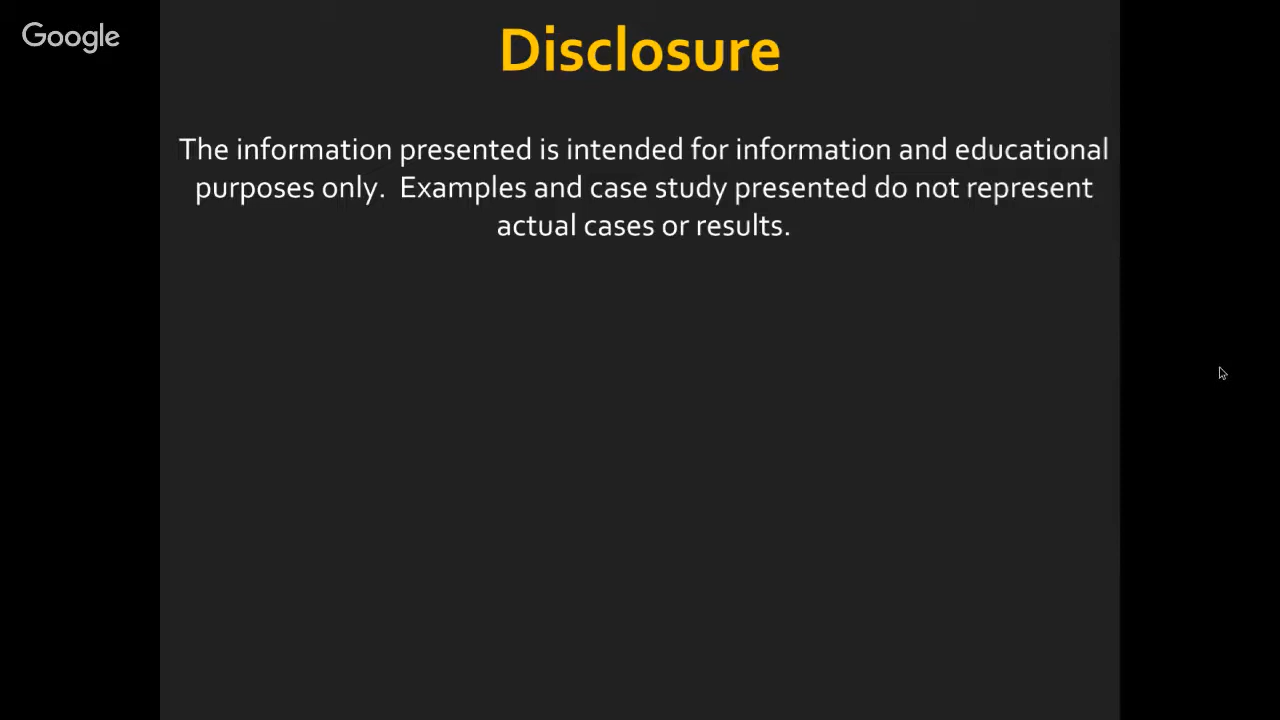 Google
Disclosure
The information presented is intended for information and educational
purposes only.  Examples and case study presented do not represent
actual cases or results.